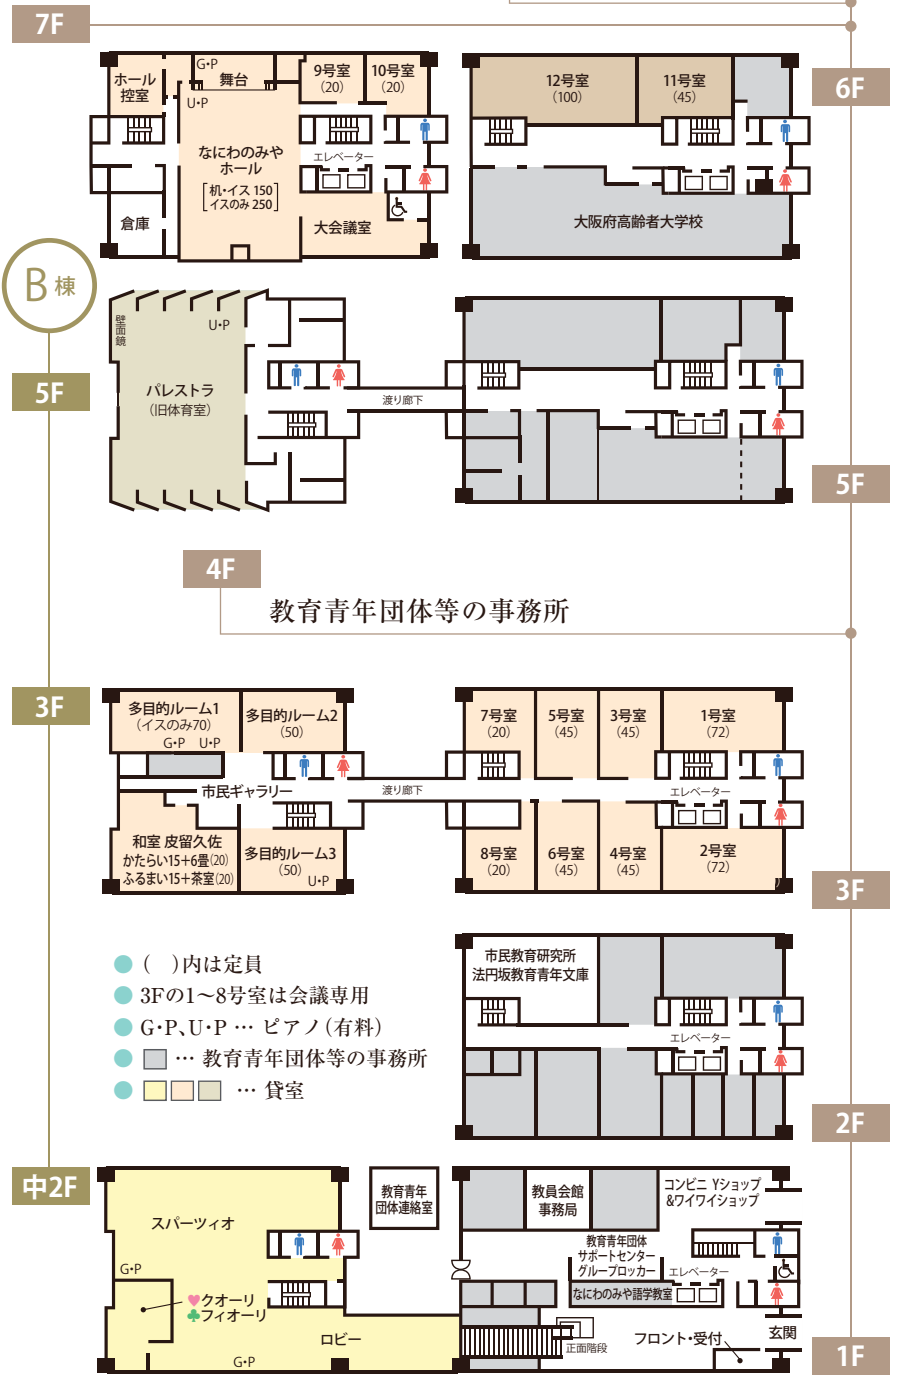 7F
G・P
ホール
控室
舞台
U・P
9号室
(20)
10号室
(20)
なにわのみや
ホール
机・イス 150
イスのみ 250
エレベーター
倉庫
大会議室
6F
12号室
(100)
11号室
(45)
大阪府高齢者大学校
B棟
5F
壁面鏡
U・P
パレストラ
(旧体育室)
渡り廊下
5F
4F
教育青年団体等の事務所
3F
多目的ルーム1
(イスのみ70)
G・P U・P
多目的ルーム2
(50)
市民ギャラリー
渡り廊下
和室 皮留久佐
かたらい15+6畳(20)
ふるまい15+茶室(20)
多目的ルーム3
(50)
U・P
7号室
(20)
5号室
(45)
3号室
(45)
1号室
(72)
エレベーター
8号室
(20)
6号室
(45)
4号室
(45)
2号室
(72)
3F
( )内は定員
3Fの1〜8号室は会議専用
G・P、U・P … ピアノ(有料)
… 教育青年団体等の事務所
… 貸室
市民教育研究所
法円坂教育青年文庫
エレベーター
2F
中2F
スパーツィオ
G・P
♥クオーリ
♣フィオーリ
ロビー
G・P
教育青年
団体連絡室
教員会館
事務局
コンビニ Yショップ
&ワイワイショップ
教育青年団体
サポートセンター
グループロッカー
エレベーター
なにわのみや語学教室
正面階段
フロント・受付
玄関
1F